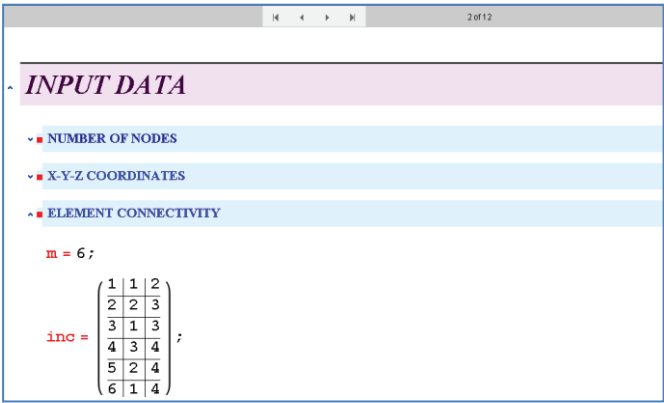 2 of 12
INPUT DATA
NUMBER OF NODES
X-Y-Z COORDINATES
ELEMENT CONNECTIVITY
m = 6;
inc = 
1 1 2
2 2 3
3 1 3
4 3 4
5 2 4
6 1 4
;